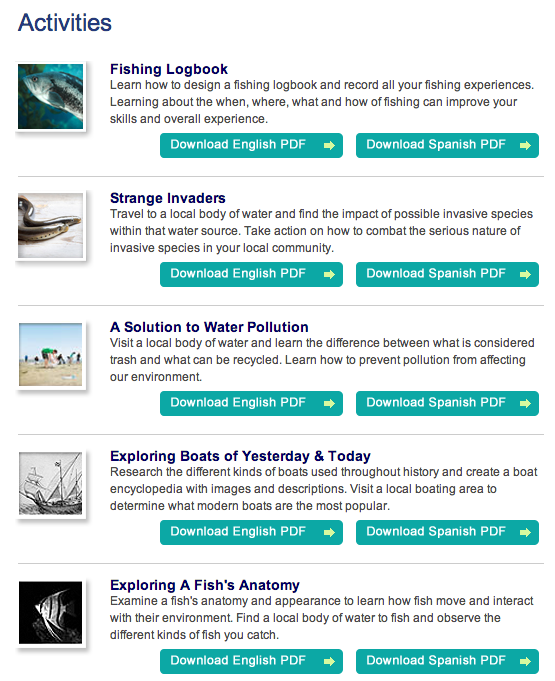 Activities
Fishing Logbook
Learn how to design a fishing logbook and record all your fishing experiences.
Learning about the when, where, what and how of fishing can improve your
skills and overall experience.
Download English PDF
Download Spanish PDF
Strange Invaders
Travel to a local body of water and find the impact of possible invasive species
within that water source. Take action on how to combat the serious nature of
invasive species in your local community.
Download English PDF
Download Spanish PDF
A Solution to Water Pollution
Visit a local body of water and learn the difference between what is considered
trash and what can be recycled. Learn how to prevent pollution from affecting
our environment.
Download English PDF
Download Spanish PDF
Exploring Boats of Yesterday & Today
Research the different kinds of boats used throughout history and create a boat
encyclopedia with images and descriptions. Visit a local boating area to
determine what modern boats are the most popular.
Download English PDF
Download Spanish PDF
Exploring A Fish's Anatomy
Examine a fish's anatomy and appearance to learn how fish move and interact
with their environment. Find a local body of water to fish and observe the
different kinds of fish you catch.
Download English PDF
Download Spanish PDF